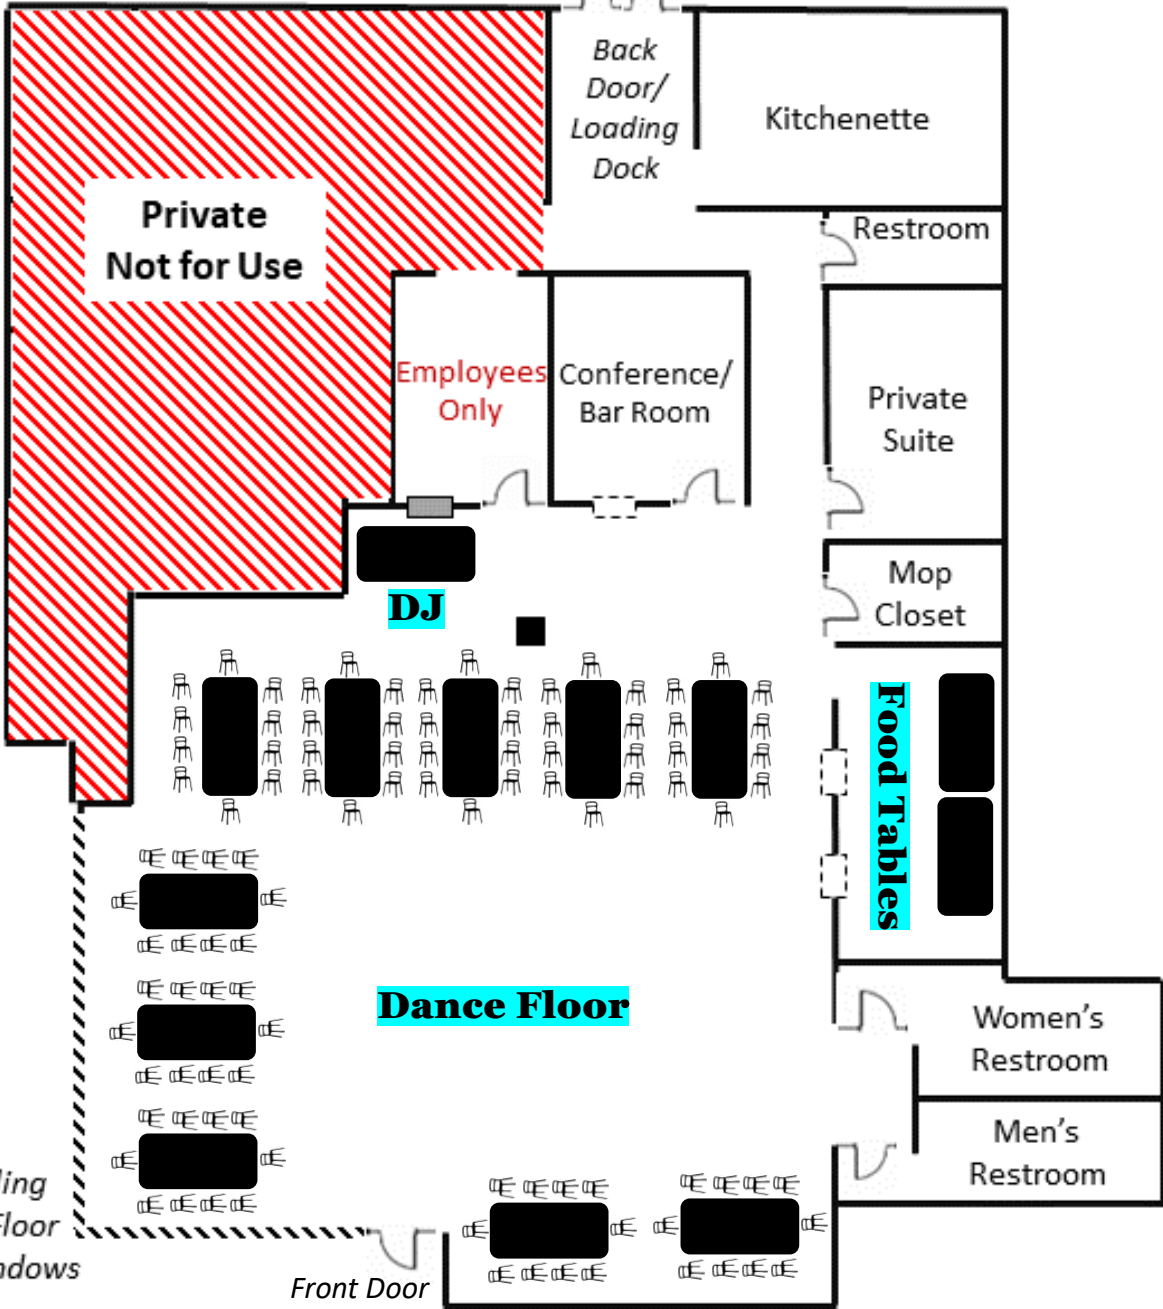 Back
Door/
Loading
Dock
Kitchenette
Private
Not for Use
Restroom
Employees
Only
Conference/
Bar Room
Private
Suite
Mop
Closet
DJ
Food Tables
Dance Floor
Women’s
Restroom
Men’s
Restroom
Front Door